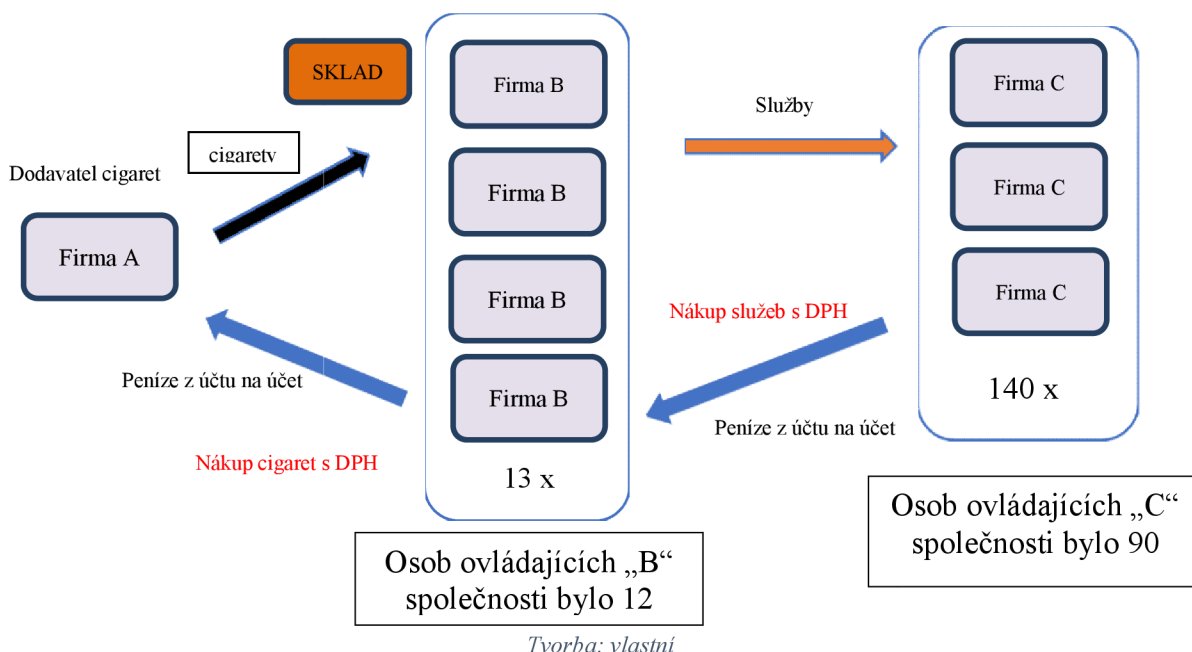 SKLAD
cigarety
Dodavatel cigaret
Firma A
Peníze z účtu na účet
Nákup cigaret s DPH
Firma B
Firma B
Firma B
Firma B
13 x
Osob ovládajících „B“
společnosti bylo 12
Služby
Nákup služeb s DPH
Peníze z účtu na účet
Firma C
Firma C
Firma C
140 x
Osob ovládajících „C“
společnosti bylo 90
Tvorba: vlastní